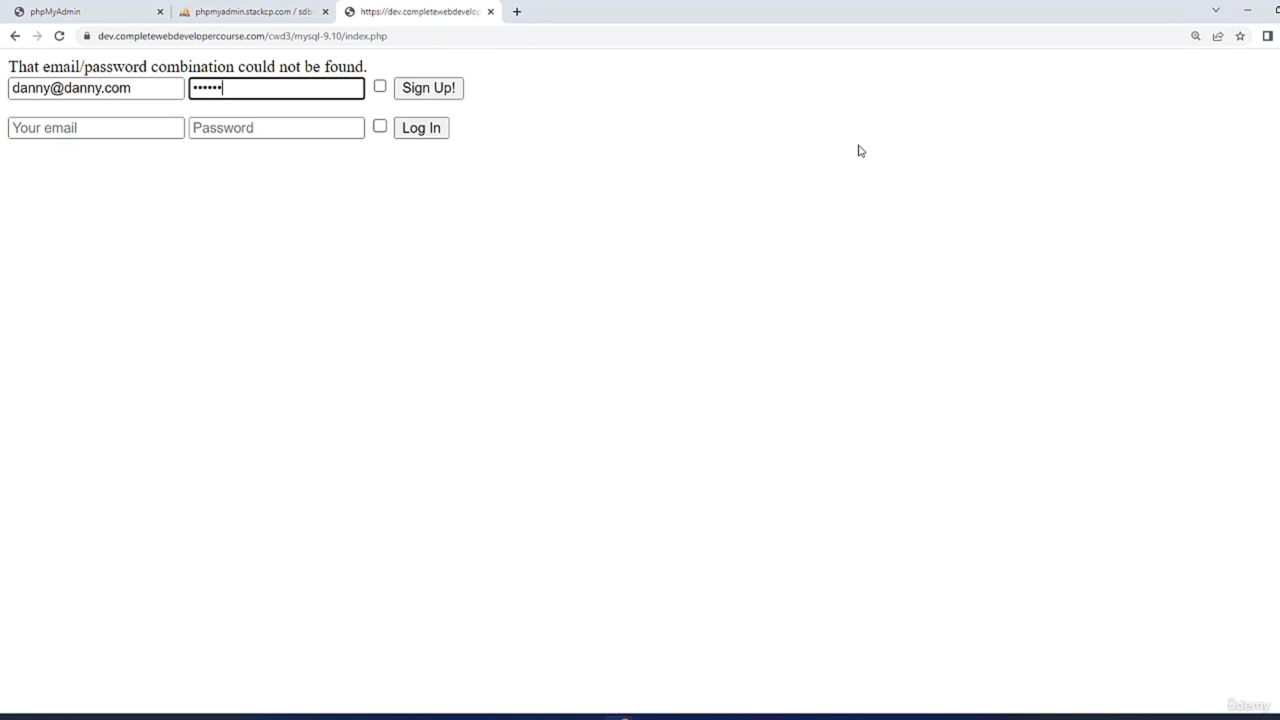 phpMyAdmin
phpmyadmin.stackcp.com / sdb-
https://dev.completewebdevelop
dev.completewebdevelopercourse.com/cwd3/mysql-9.10/index.php
That email/password combination could not be found.
danny@danny.com •••••• Sign Up!
Your email Password Log In
Udemy